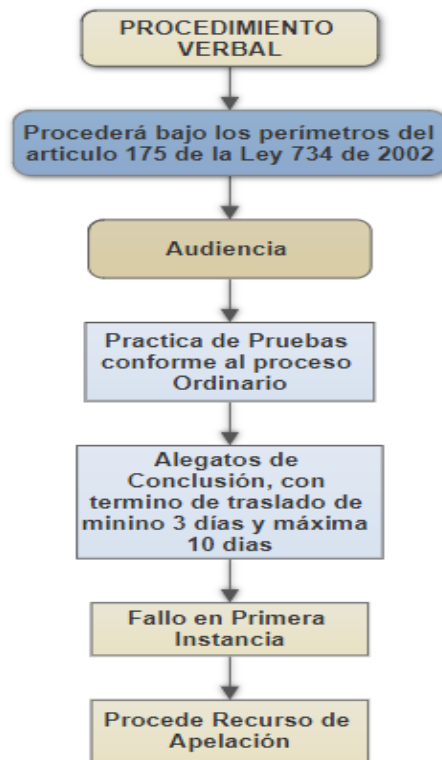 PROCEDIMIENTO
VERBAL
Procederá bajo los perímetros del
articulo 175 de la Ley 734 de 2002
Audiencia
Practica de Pruebas
conforme al proceso
Ordinario
Alegatos de
Conclusión, con
termino de traslado de
minino 3 días y máxima
10 dias
Fallo en Primera
Instancia
Procede Recurso de
Apelación